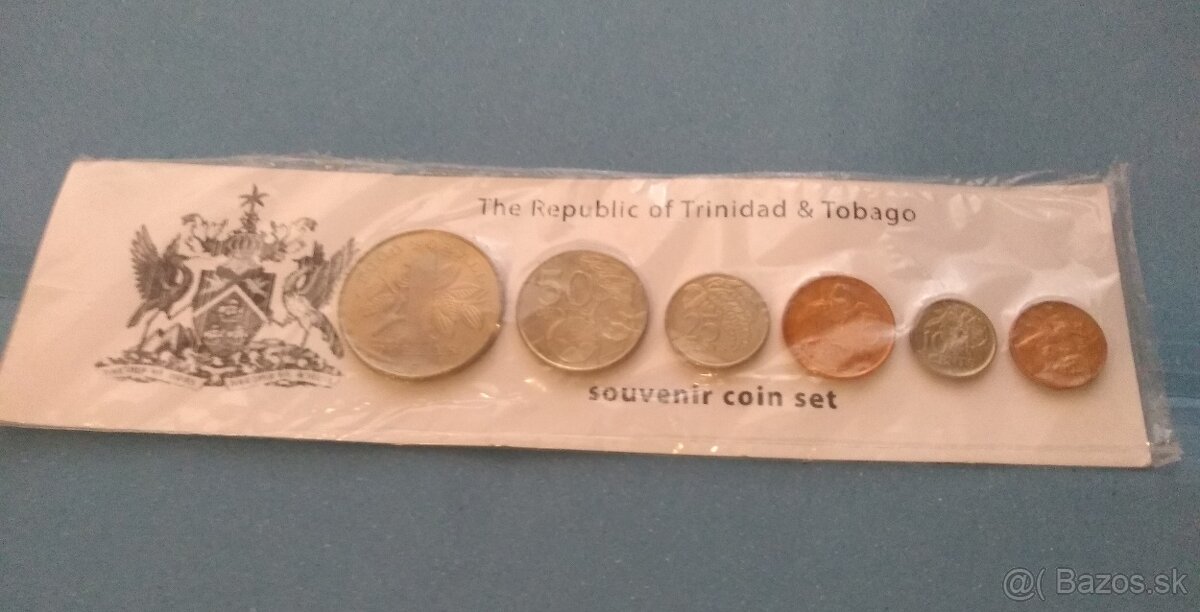 The Republic of Trinidad & Tobago
50
25
10
souvenir coin set
@( Bazos.sk